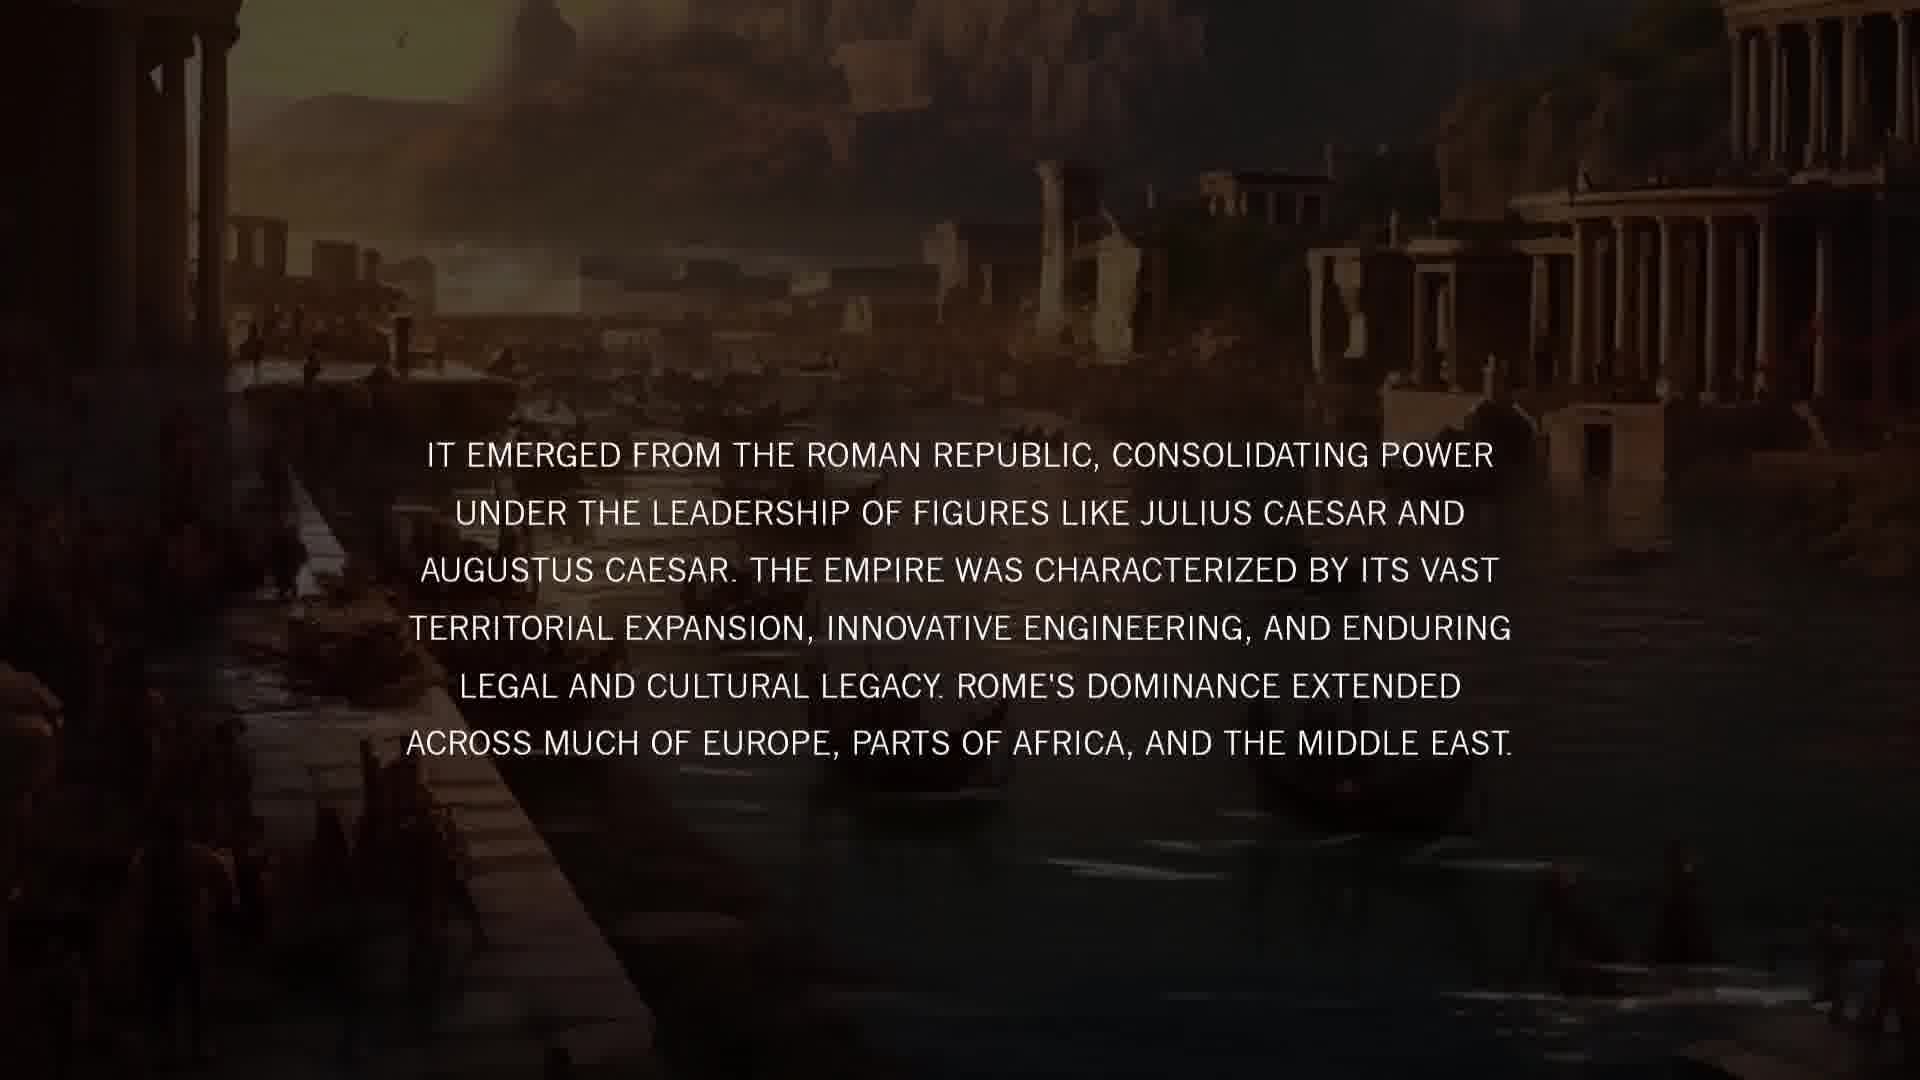 IT EMERGED FROM THE ROMAN REPUBLIC, CONSOLIDATING POWER
UNDER THE LEADERSHIP OF FIGURES LIKE JULIUS CAESAR AND
AUGUSTUS CAESAR. THE EMPIRE WAS CHARACTERIZED BY ITS VAST
TERRITORIAL EXPANSION, INNOVATIVE ENGINEERING, AND ENDURING
LEGAL AND CULTURAL LEGACY. ROME'S DOMINANCE EXTENDED
ACROSS MUCH OF EUROPE, PARTS OF AFRICA, AND THE MIDDLE EAST.